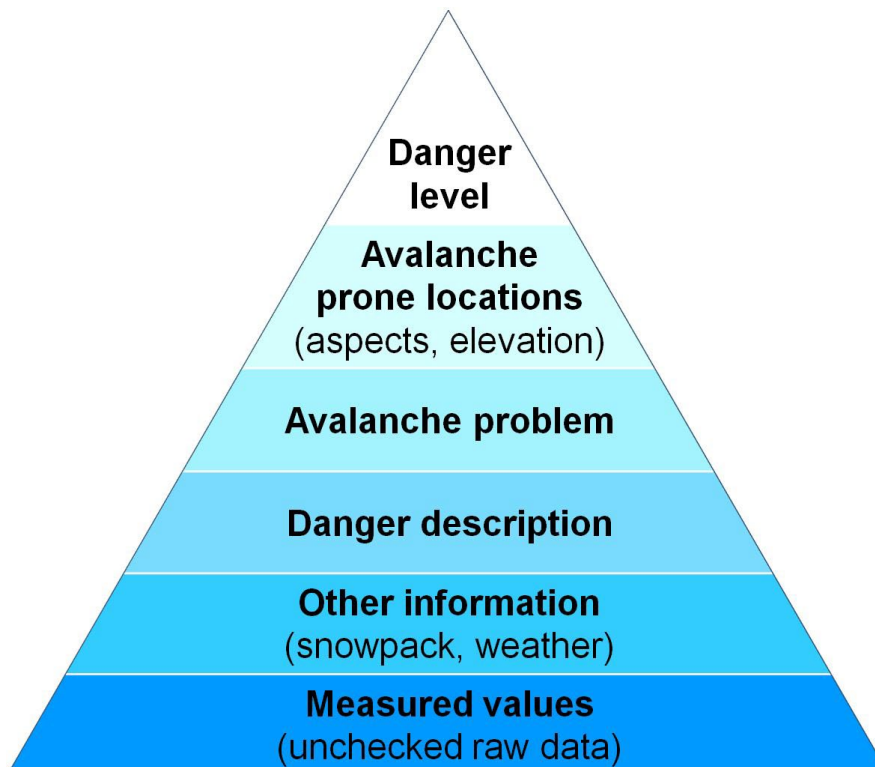 Danger
level
Avalanche
prone locations
(aspects, elevation)
Avalanche problem
Danger description
Other information
(snowpack, weather)
Measured values
(unchecked raw data)